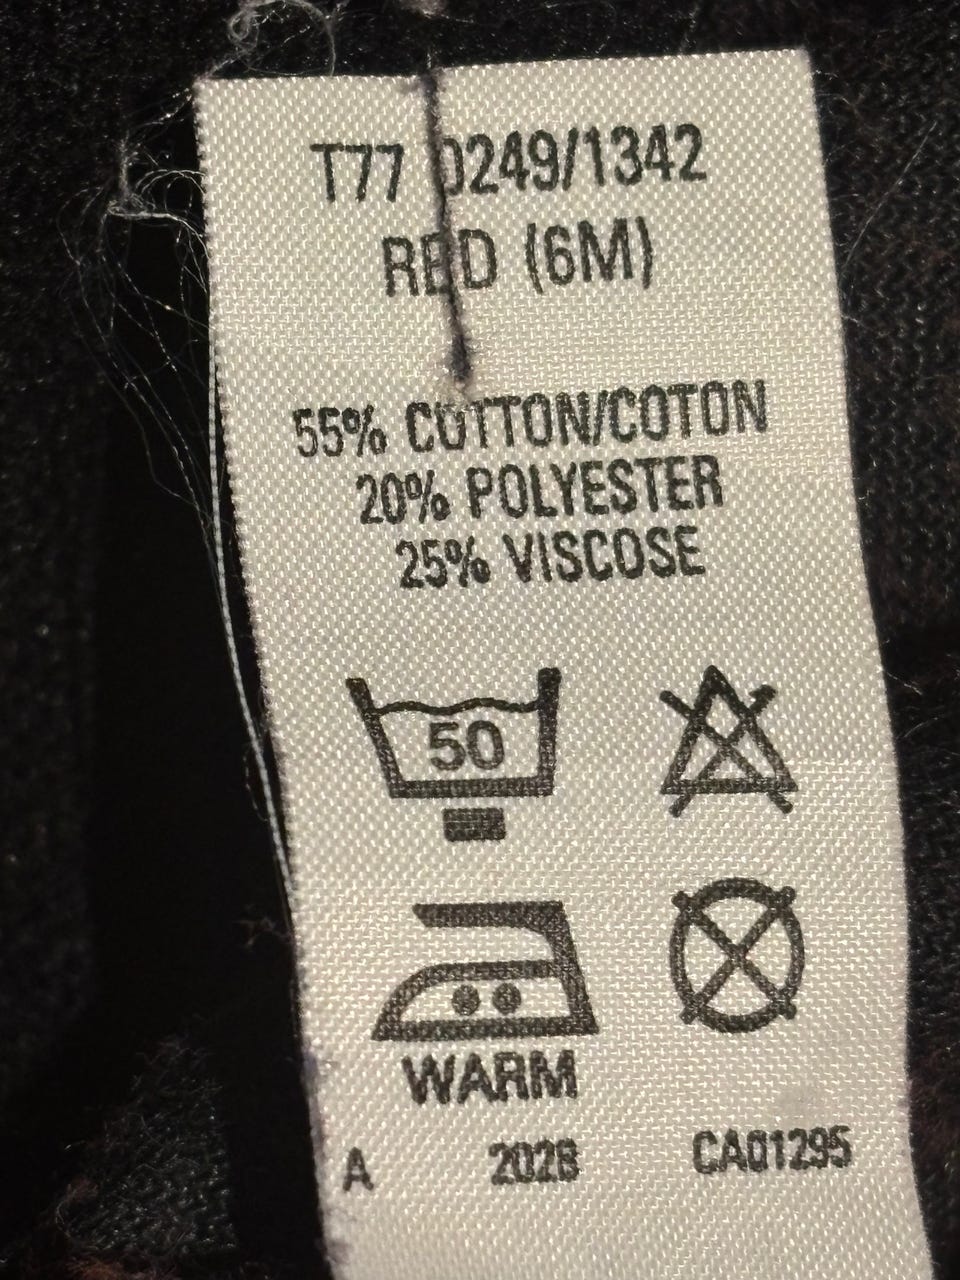 T77 0249/1342
RED (6M)
55% COTTON/COTON
20% POLYESTER
25% VISCOSE
50
WARM
A 2028 CA01295